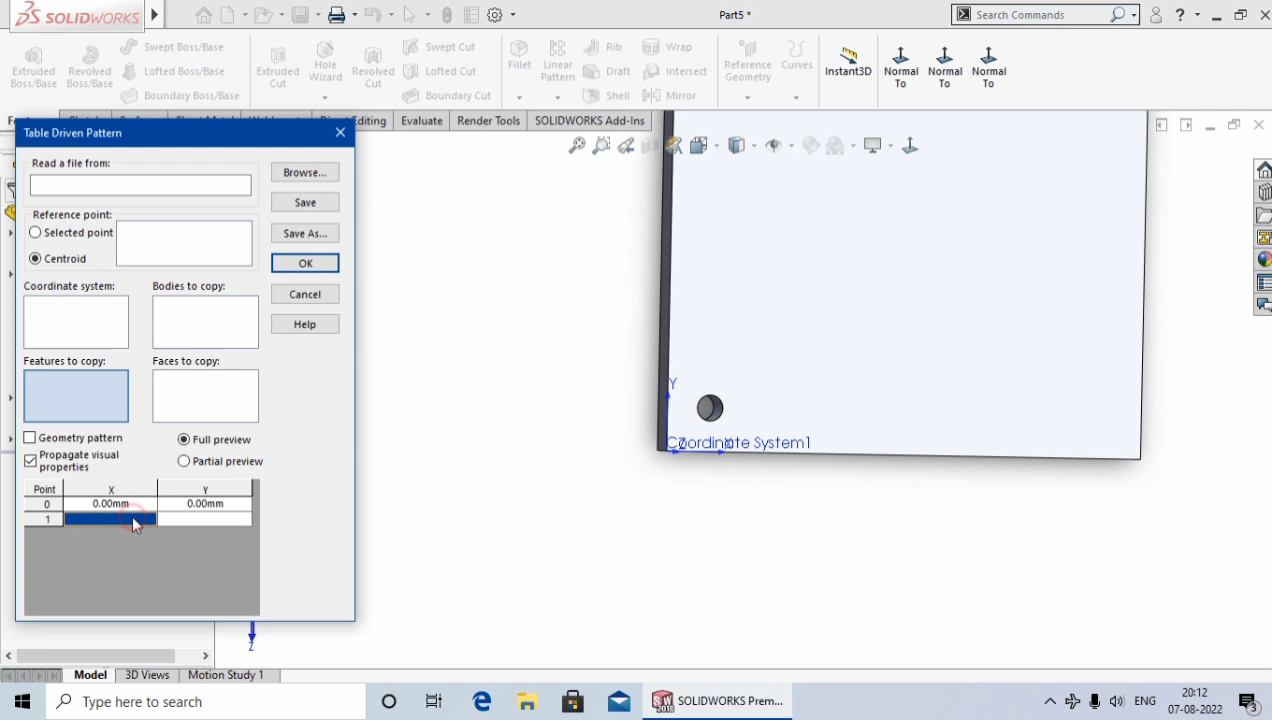 SOLIDWORKS
Part5 *
Search Commands
Extruded Boss/Base
Revolved Boss/Base
Swept Boss/Base
Lofted Boss/Base
Boundary Boss/Base
Extruded Cut
Hole Wizard
Revolved Cut
Swept Cut
Lofted Cut
Boundary Cut
Fillet
Linear Pattern
Rib
Draft
Shell
Wrap
Intersect
Mirror
Reference Geometry
Curves
Instant3D
Normal To
Normal To
Normal To
Editing
Evaluate
Render Tools
SOLIDWORKS Add-Ins
Table Driven Pattern
Read a file from:
Browse...
Save
Reference point:
Selected point
Save As...
Centroid
OK
Coordinate system:
Bodies to copy:
Cancel
Help
Features to copy:
Faces to copy:
Geometry pattern
Full preview
Propagate visual properties
Partial preview
Point X Y
0 0.00mm 0.00mm
1
Y
Coordinate System1
Z
X
Z
Model
3D Views
Motion Study 1
Type here to search
SOLIDWORKS Prem...
ENG
20:12
07-08-2022
3